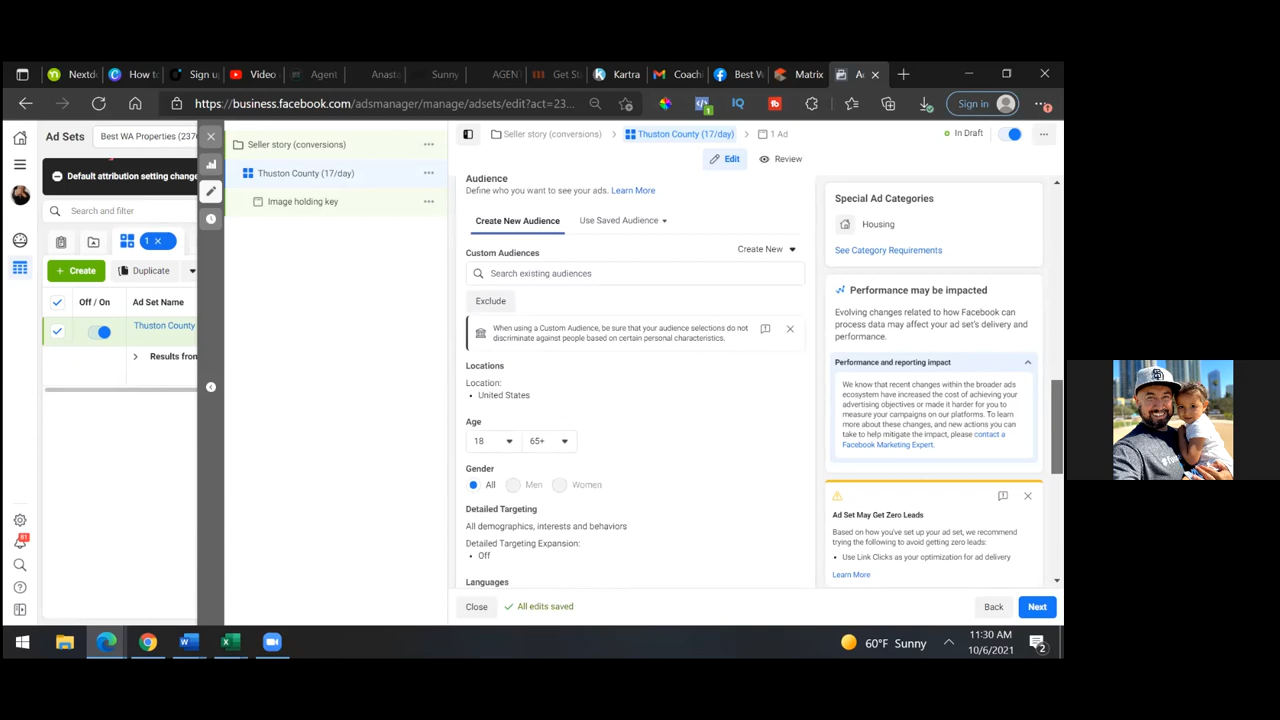 Nextd
How to
Sign u
Video
Agent
Anasta
Sunny
AGENT
Get St
Kartra
Coachi
Best W
Matrix
A
https://business.facebook.com/adsmanager/manage/adsets/edit?act=23...
IQ
Sign in
Ad Sets
Best WA Properties (237
Seller story (conversions)
Seller story (conversions)
Thuston County (17/day)
1 Ad
In Draft
Default attribution setting change
Thuston County (17/day)
Edit
Review
Search and filter
Image holding key
1
Create
Duplicate
Off / On
Ad Set Name
Thuston County
Results from
Audience
Define who you want to see your ads. Learn More
Create New Audience
Use Saved Audience
Custom Audiences
Create New
Search existing audiences
Exclude
When using a Custom Audience, be sure that your audience selections do not
discriminate against people based on certain personal characteristics.
Locations
Location:
• United States
Age
18
65+
Gender
All
Men
Women
Detailed Targeting
All demographics, interests and behaviors
Detailed Targeting Expansion:
• Off
Languages
Special Ad Categories
Housing
See Category Requirements
Performance may be impacted
Evolving changes related to how Facebook can
process data may affect your ad set's delivery and
performance.
Performance and reporting impact
We know that recent changes within the broader ads
ecosystem have increased the cost of achieving your
advertising objectives or made it harder for you to
measure your campaigns on our platforms. To learn
more about these changes, and new actions you can
take to help mitigate the impact, please contact a
Facebook Marketing Expert.
Ad Set May Get Zero Leads
Based on how you've set up your ad set, we recommend
trying the following to avoid getting zero leads:
• Use Link Clicks as your optimization for ad delivery
Learn More
81
Close
All edits saved
Back
Next
60°F Sunny
11:30 AM
10/6/2021
2